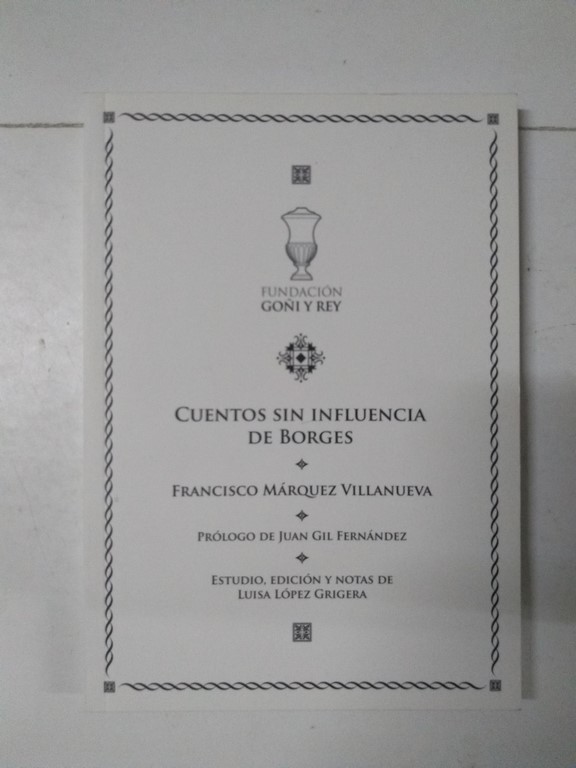 FUNDACIÓN
GOÑI Y REY
CUENTOS SIN INFLUENCIA
DE BORGES
FRANCISCO MÁRQUEZ VILLANUEVA
PRÓLOGO DE JUAN GIL FERNÁNDEZ
ESTUDIO, EDICIÓN Y NOTAS DE
LUISA LÓPEZ GRIGERA